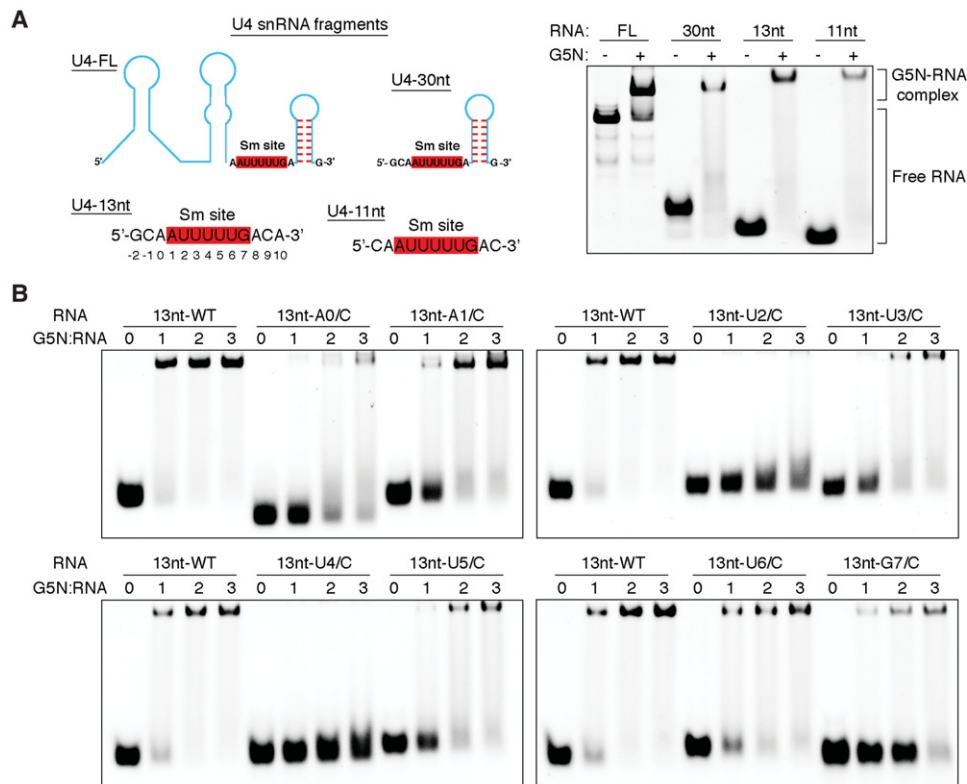 A
U4 snRNA fragments
U4-FL
5'
Sm site
AAUUUUUGA
G-3'
U4-30nt
Sm site
5'-GCAAUUUUUGA
G-3'
U4-13nt
Sm site
5'-GCAAUUUUUGACA-3'
-2 -1 0 1 2 3 4 5 6 7 8 9 10
U4-11nt
Sm site
5'-CAAUUUUUGAC-3'
RNA: FL 30nt 13nt 11nt
G5N: - + - + - + - +
G5N-RNA
complex
Free RNA
B
RNA 13nt-WT 13nt-A0/C 13nt-A1/C 13nt-WT 13nt-U2/C 13nt-U3/C
G5N:RNA 0 1 2 3 0 1 2 3 0 1 2 3 0 1 2 3 0 1 2 3 0 1 2 3
RNA 13nt-WT 13nt-U4/C 13nt-U5/C 13nt-WT 13nt-U6/C 13nt-G7/C
G5N:RNA 0 1 2 3 0 1 2 3 0 1 2 3 0 1 2 3 0 1 2 3 0 1 2 3